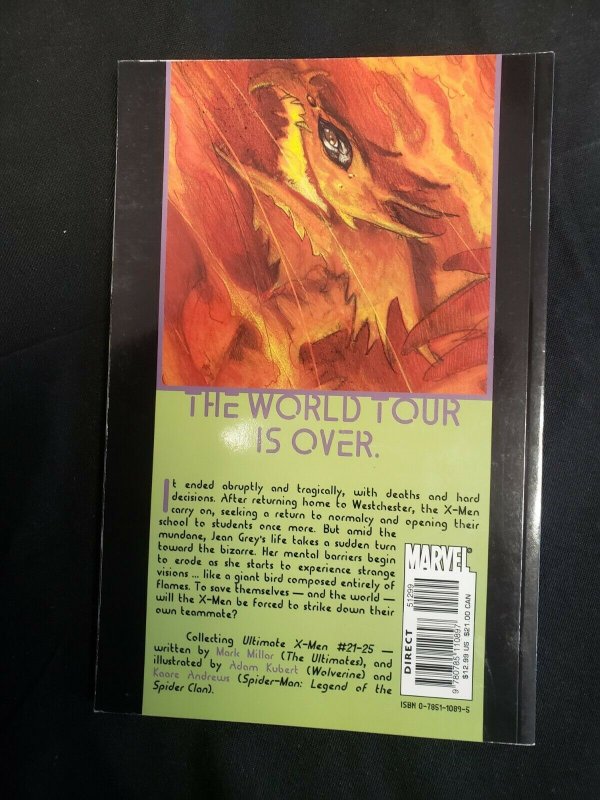 THE WORLD TOUR
IS OVER.
It ended abruptly and tragically, with deaths and hard
decisions. After returning home to Westchester, the X-Men
carry on, seeking a return to normalcy and opening their
school to students once more. But amid the
mundane, Jean Grey's life takes a sudden turn
toward the bizarre. Her mental barriers begin
to erode as she starts to experience strange
visions ... like a giant bird composed entirely of
flames. To save themselves — and the world —
will the X-Men be forced to strike down their
own teammate?
Collecting Ultimate X-Men #21-25 —
written by Mark Millar (The Ultimates), and
illustrated by Adam Kubert (Wolverine) and
Kaare Andrews (Spider-Man: Legend of the
Spider Clan).
MARVEL
51299
DIRECT
9 780785 110897
$12.99 US $21.00 CAN
ISBN 0-7851-1089-5